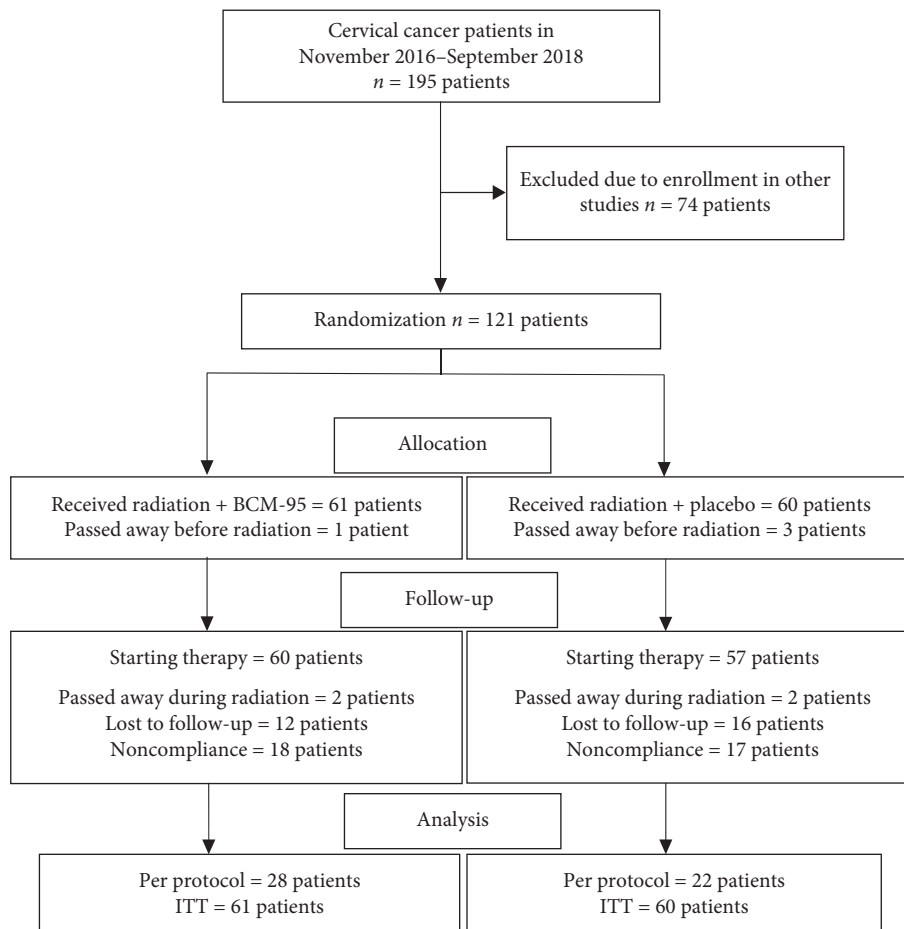 Cervical cancer patients in
November 2016–September 2018
n = 195 patients
Excluded due to enrollment in other
studies n = 74 patients
Randomization n = 121 patients
Allocation
Received radiation + BCM-95 = 61 patients
Passed away before radiation = 1 patient
Received radiation + placebo = 60 patients
Passed away before radiation = 3 patients
Follow-up
Starting therapy = 60 patients
Passed away during radiation = 2 patients
Lost to follow-up = 12 patients
Noncompliance = 18 patients
Starting therapy = 57 patients
Passed away during radiation = 2 patients
Lost to follow-up = 16 patients
Noncompliance = 17 patients
Analysis
Per protocol = 28 patients
ITT = 61 patients
Per protocol = 22 patients
ITT = 60 patients